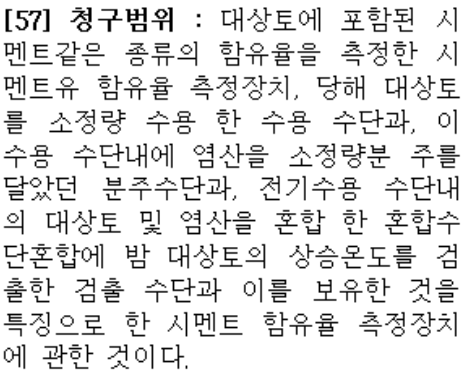 [57] 청구범위 : 대상토에 포함된 시
멘트같은 종류의 함유율을 측정한 시
멘트유 함유율 측정장치, 당해 대상토
를 소정량 수용 한 수용 수단과, 이
수용 수단내에 염산을 소정량분 주를
달았던 분주수단과, 전기수용 수단내
의 대상토 및 염산을 혼합 한 혼합수
단혼합에 밤 대상토의 상승온도를 검
출한 검출 수단과 이를 보유한 것을
특징으로 한 시멘트 함유율 측정장치
에 관한 것이다.